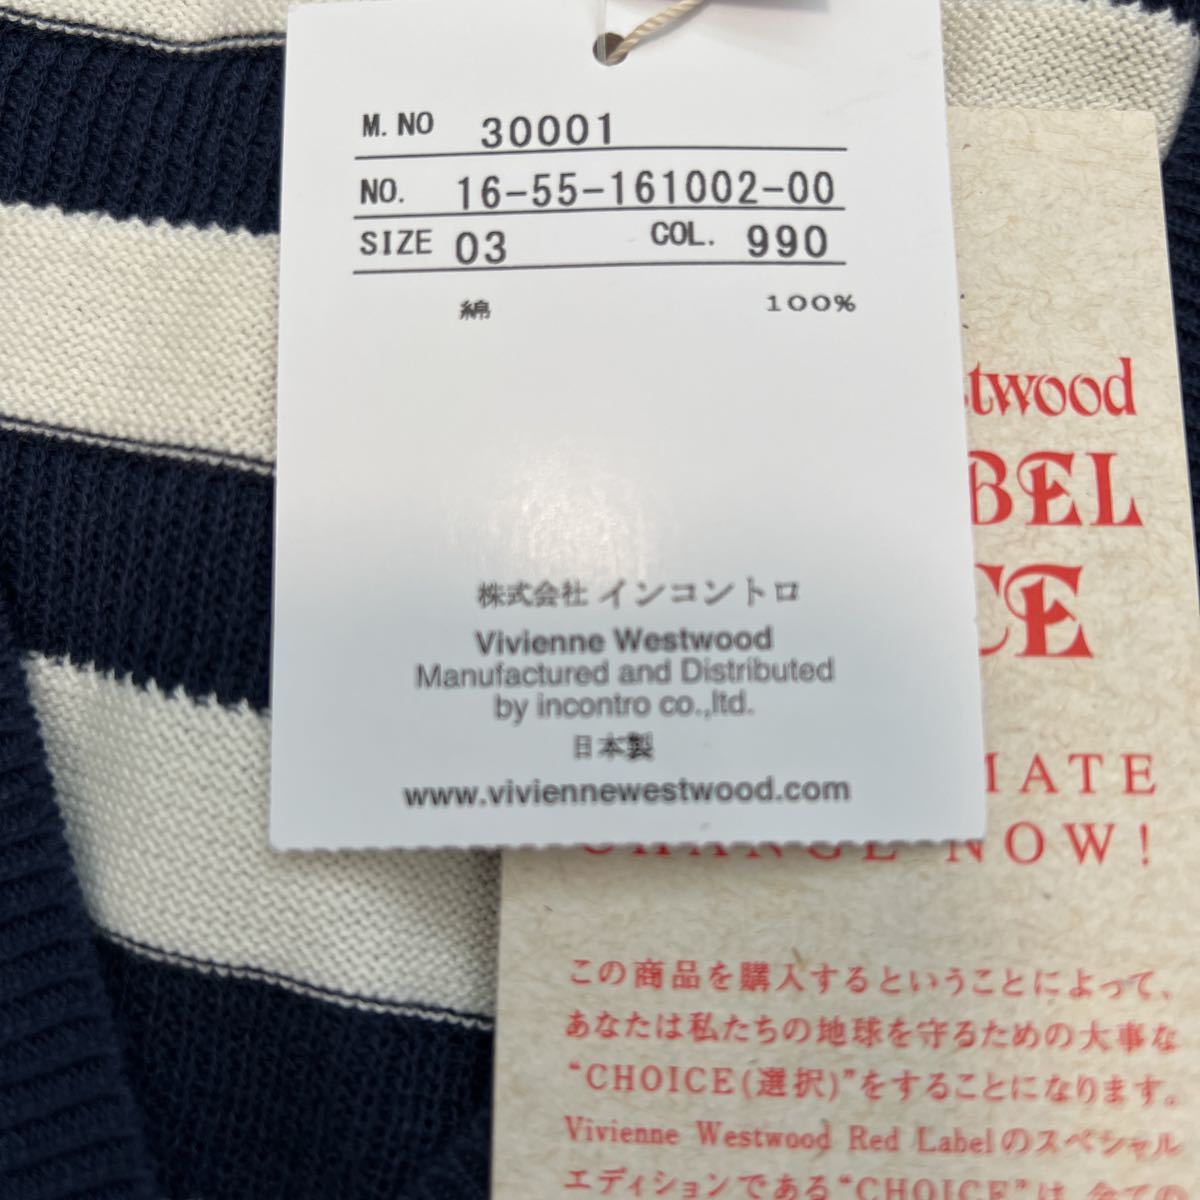 M. NO 30001
NO. 16-55-161002-00
SIZE 03 COL. 990
綿 100%
株式会社 インコントロ
Vivienne Westwood
Manufactured and Distributed
by incontro co.,ltd.
日本製
www.viviennewestwood.com
twood
BEL
CE
MATE
CHANGE NOW!
この商品を購入するということによって、
あなたは私たちの地球を守るための大事な
“CHOICE(選択)”をすることになります。
Vivienne Westwood Red Labelのスペシャル
エディションである“CHOICE”は、全ての